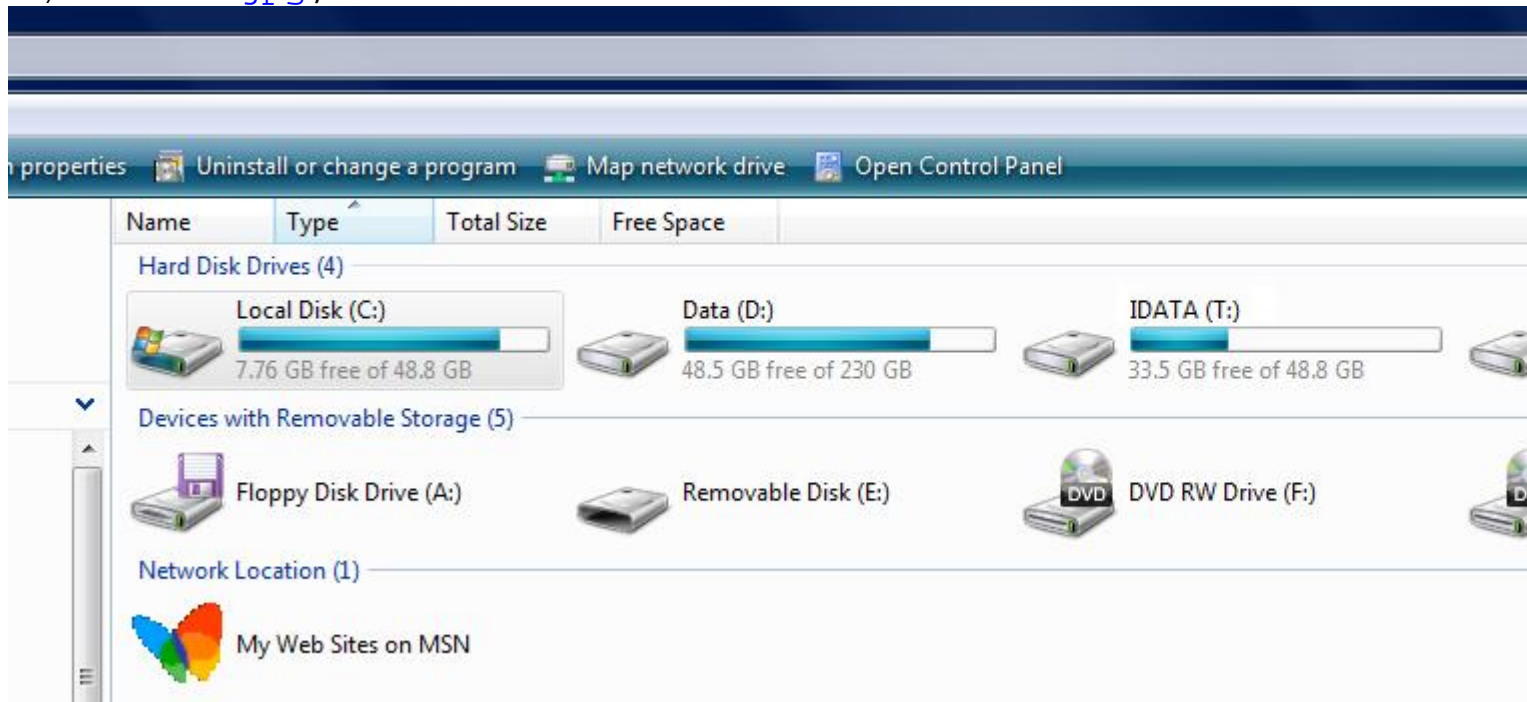 properties Uninstall or change a program Map network drive Open Control Panel
Name Type Total Size Free Space
Hard Disk Drives (4)
Local Disk (C:) Data (D:) IDATA (T:)
7.76 GB free of 48.8 GB 48.5 GB free of 230 GB 33.5 GB free of 48.8 GB
Devices with Removable Storage (5)
Floppy Disk Drive (A:) Removable Disk (E:) DVD DVD RW Drive (F:)
Network Location (1)
My Web Sites on MSN